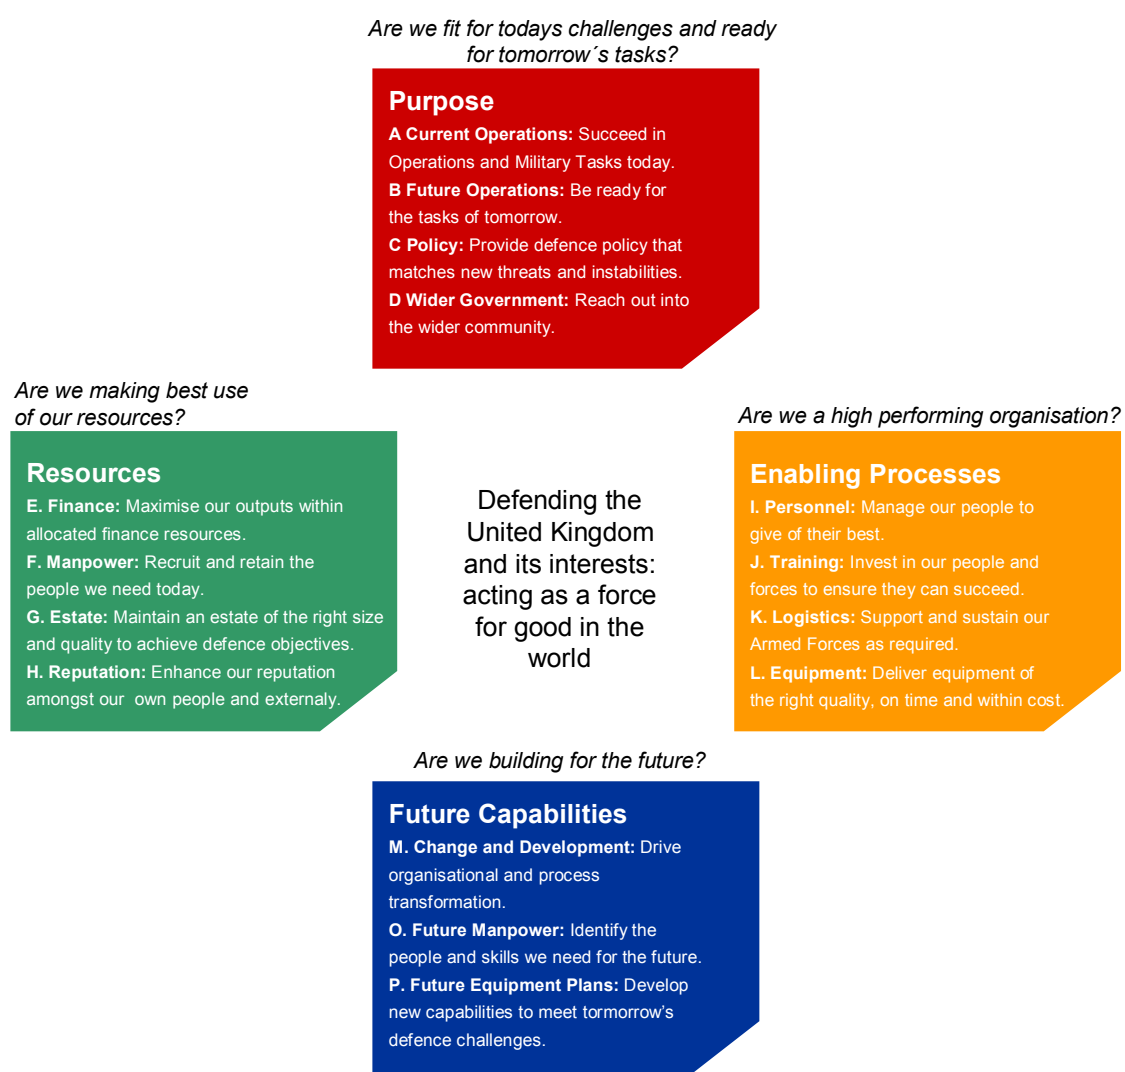 Are we fit for todays challenges and ready
for tomorrow´s tasks?
Purpose
A Current Operations: Succeed in
Operations and Military Tasks today.
B Future Operations: Be ready for
the tasks of tomorrow.
C Policy: Provide defence policy that
matches new threats and instabilities.
D Wider Government: Reach out into
the wider community.
Are we making best use
of our resources?
Resources
E. Finance: Maximise our outputs within
allocated finance resources.
F. Manpower: Recruit and retain the
people we need today.
G. Estate: Maintain an estate of the right size
and quality to achieve defence objectives.
H. Reputation: Enhance our reputation
amongst our own people and externaly.
Defending the
United Kingdom
and its interests:
acting as a force
for good in the
world
Are we a high performing organisation?
Enabling Processes
I. Personnel: Manage our people to
give of their best.
J. Training: Invest in our people and
forces to ensure they can succeed.
K. Logistics: Support and sustain our
Armed Forces as required.
L. Equipment: Deliver equipment of
the right quality, on time and within cost.
Are we building for the future?
Future Capabilities
M. Change and Development: Drive
organisational and process
transformation.
O. Future Manpower: Identify the
people and skills we need for the future.
P. Future Equipment Plans: Develop
new capabilities to meet tormorrow’s
defence challenges.